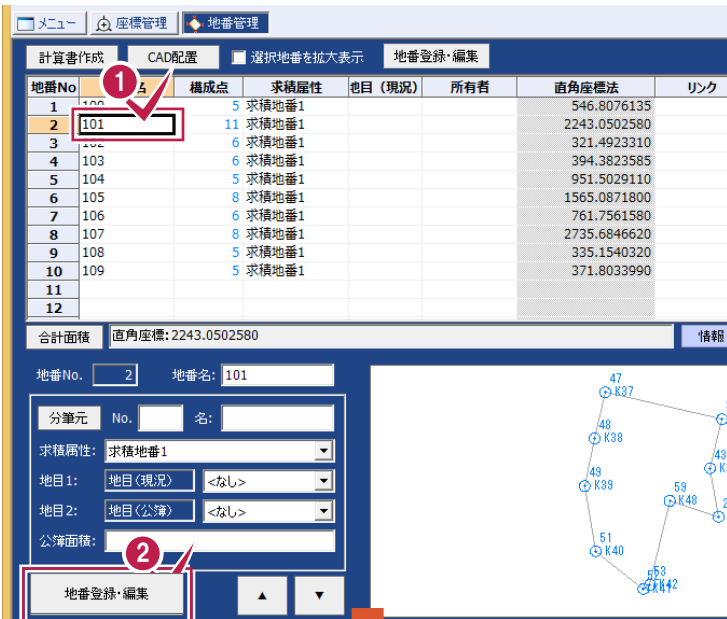 メニュー 座標管理 地番管理
計算書作成 CAD配置 選択地番を拡大表示 地番登録・編集
地番No 構成点 求積属性 地目（現況） 所有者 直角座標法 リンク
1 5 求積地番1 546.8076135
2 101 11 求積地番1 2243.0502580
3 6 求積地番1 321.4923310
4 103 6 求積地番1 394.3823585
5 104 5 求積地番1 951.5029110
6 105 8 求積地番1 1565.0871800
7 106 6 求積地番1 761.7561580
8 107 8 求積地番1 2735.6846620
9 108 5 求積地番1 335.1540320
10 109 5 求積地番1 371.8033990
11
12
1
合計面積 直角座標:2243.0502580 情報
地番No. 2 地番名: 101
分筆元 No. 名:
求積属性: 求積地番1
地目1: 地目(現況) <なし>
地目2: 地目(公簿) <なし>
公簿面積:
2
地番登録・編集 ▲ ▼
47
K37
48
K38
49
K39
59
K48
51
K40
53